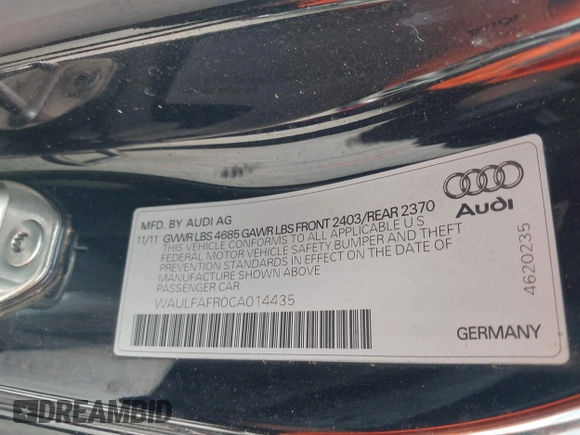 MFD. BY AUDI AG
11/11 GVWR LBS 4685 GAWR LBS FRONT 2403/REAR 2370
THIS VEHICLE CONFORMS TO ALL APPLICABLE U.S
FEDERAL MOTOR VEHICLE SAFETY,BUMPER AND THEFT
PREVENTION STANDARDS IN EFFECT ON THE DATE OF
MANUFACTURE SHOWN ABOVE
PASSENGER CAR
WAULFAFR0CA014435
Audi
4620235
GERMANY
DREAMBID